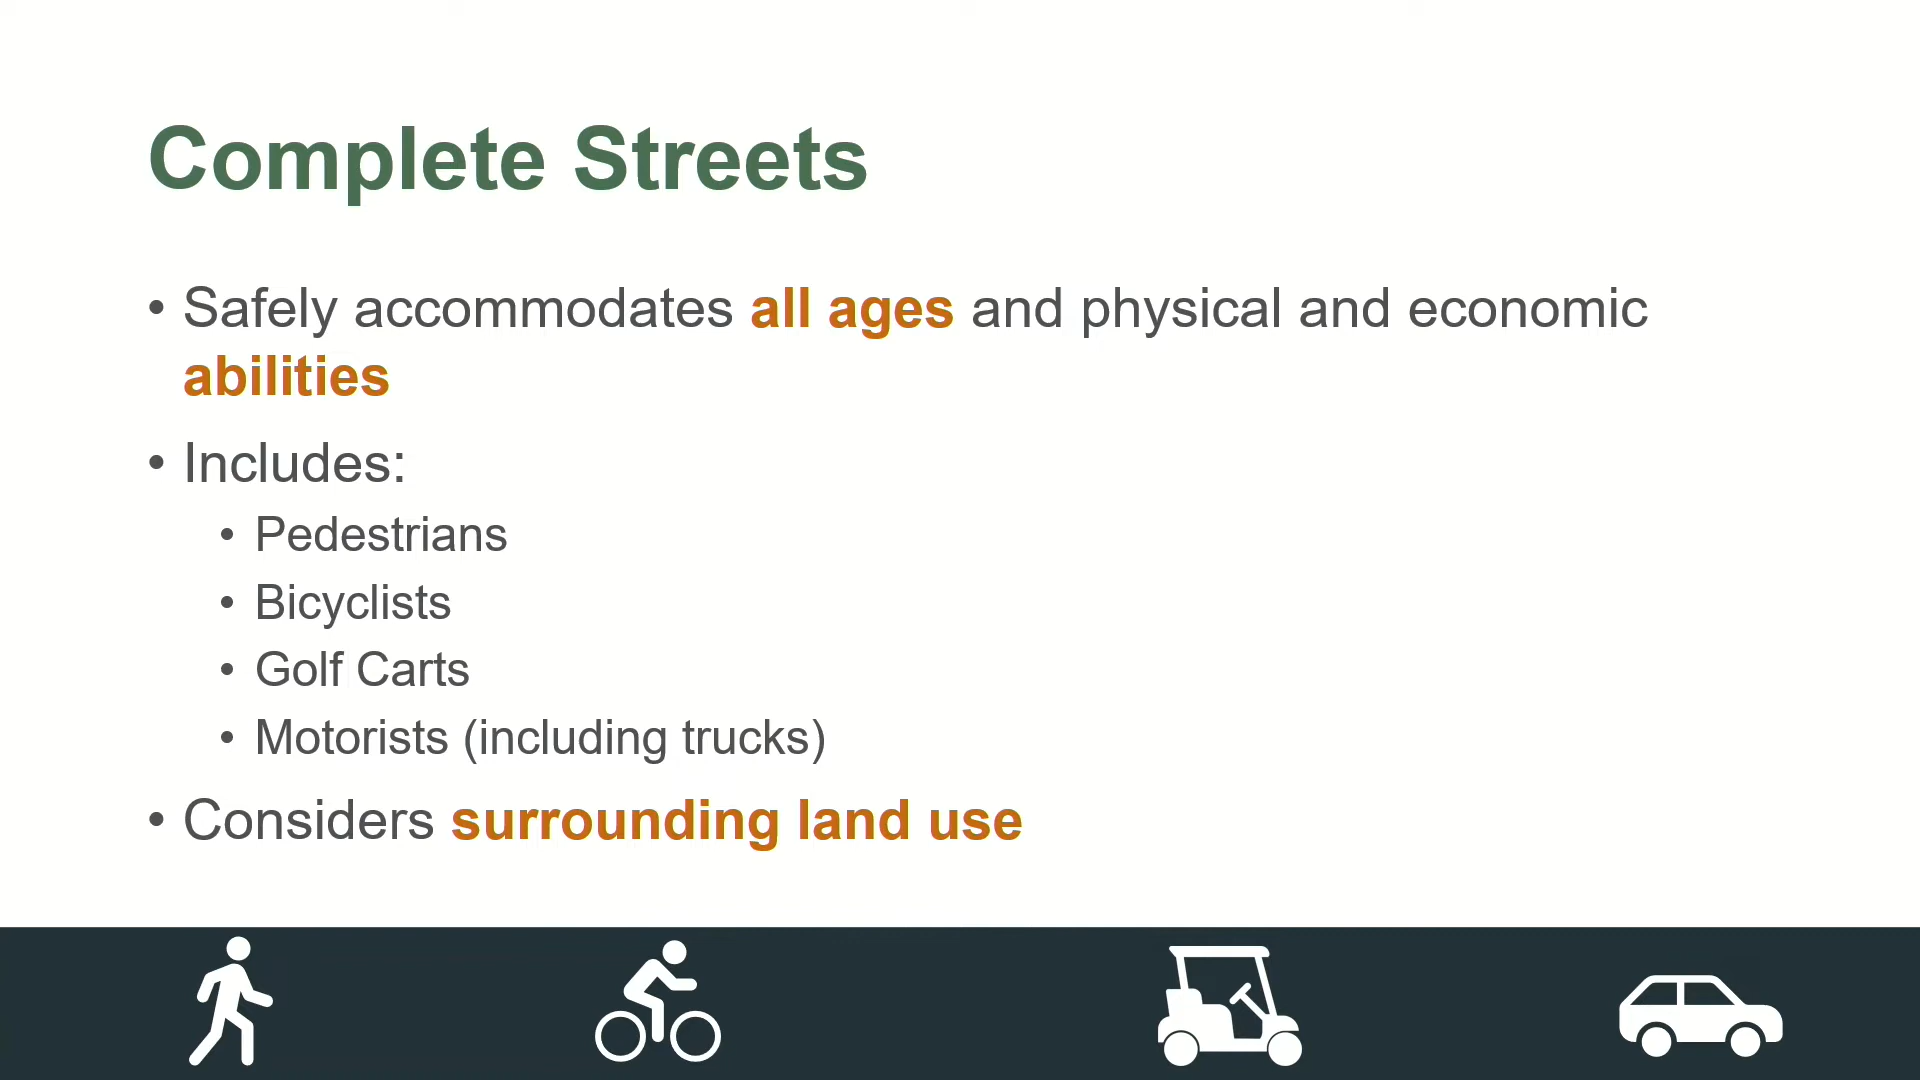 Complete Streets
• Safely accommodates all ages and physical and economic
abilities
• Includes:
• Pedestrians
• Bicyclists
• Golf Carts
• Motorists (including trucks)
• Considers surrounding land use